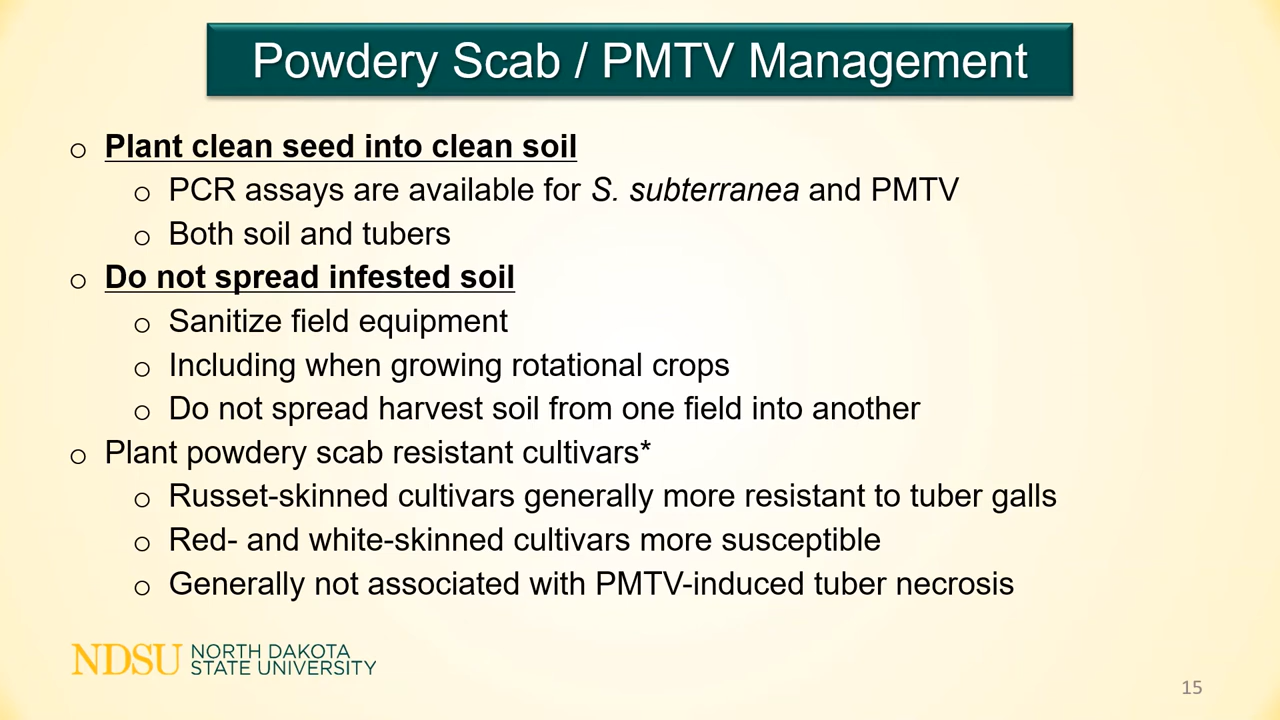 Powdery Scab / PMTV Management
o Plant clean seed into clean soil
o PCR assays are available for S. subterranea and PMTV
o Both soil and tubers
o Do not spread infested soil
o Sanitize field equipment
o Including when growing rotational crops
o Do not spread harvest soil from one field into another
o Plant powdery scab resistant cultivars*
o Russet-skinned cultivars generally more resistant to tuber galls
o Red- and white-skinned cultivars more susceptible
o Generally not associated with PMTV-induced tuber necrosis
NDSU NORTH DAKOTA
STATE UNIVERSITY
15